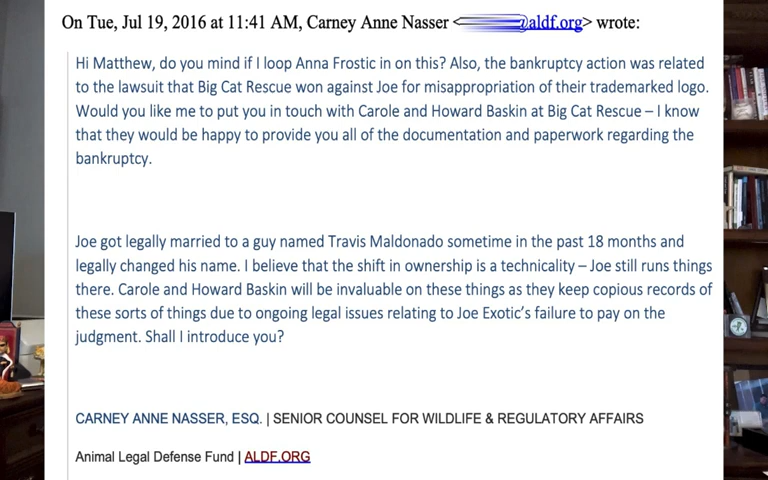 On Tue, Jul 19, 2016 at 11:41 AM, Carney Anne Nasser < @aldf.org> wrote:
Hi Matthew, do you mind if I loop Anna Frostic in on this? Also, the bankruptcy action was related
to the lawsuit that Big Cat Rescue won against Joe for misappropriation of their trademarked logo.
Would you like me to put you in touch with Carole and Howard Baskin at Big Cat Rescue – I know
that they would be happy to provide you all of the documentation and paperwork regarding the
bankruptcy.
Joe got legally married to a guy named Travis Maldonado sometime in the past 18 months and
legally changed his name. I believe that the shift in ownership is a technicality – Joe still runs things
there. Carole and Howard Baskin will be invaluable on these things as they keep copious records of
these sorts of things due to ongoing legal issues relating to Joe Exotic's failure to pay on the
judgment. Shall I introduce you?
CARNEY ANNE NASSER, ESQ. | SENIOR COUNSEL FOR WILDLIFE & REGULATORY AFFAIRS
Animal Legal Defense Fund | ALDF.ORG